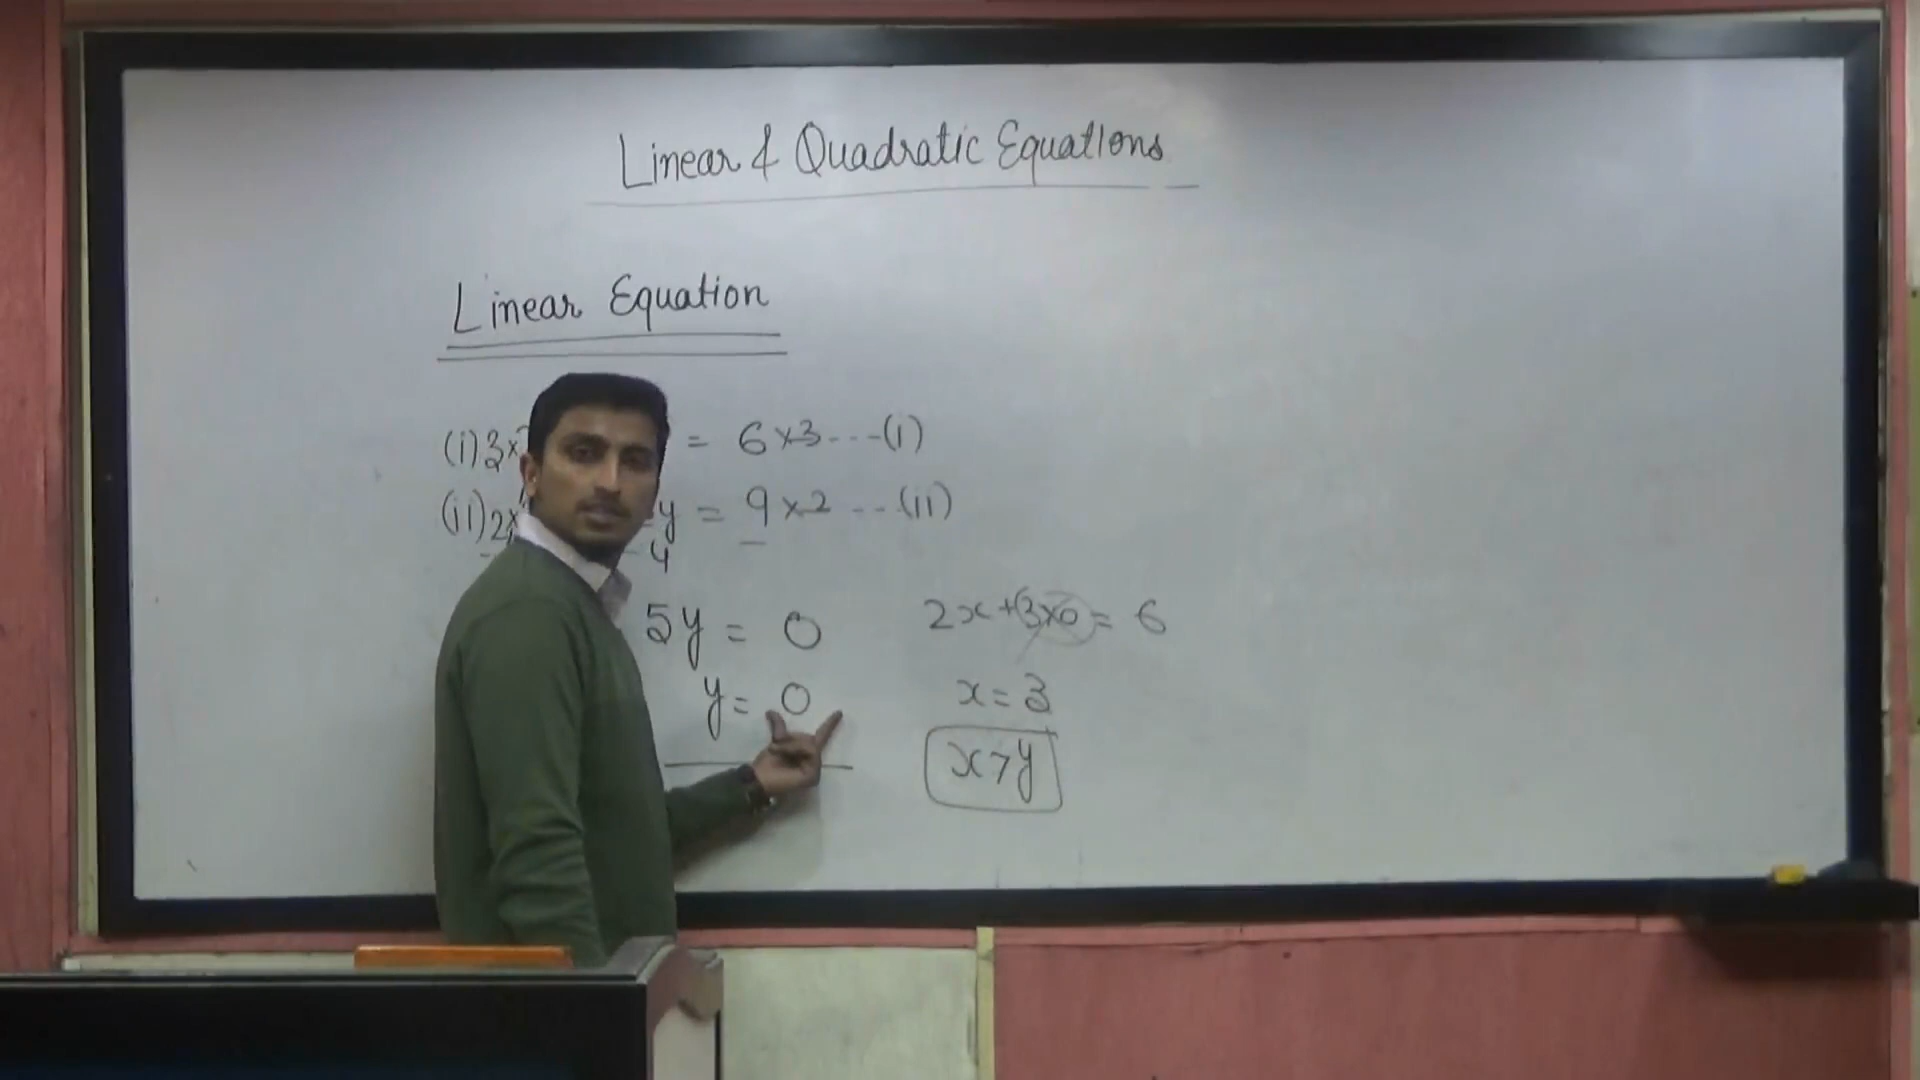 Linear & Quadratic Equations
Linear Equation
(i) 3x = 6x3 ---(i)
(ii) 2x y = 9x2 ---(ii)
4
5y = 0
y = 0
2x+3x0 = 6
x = 3
x>y